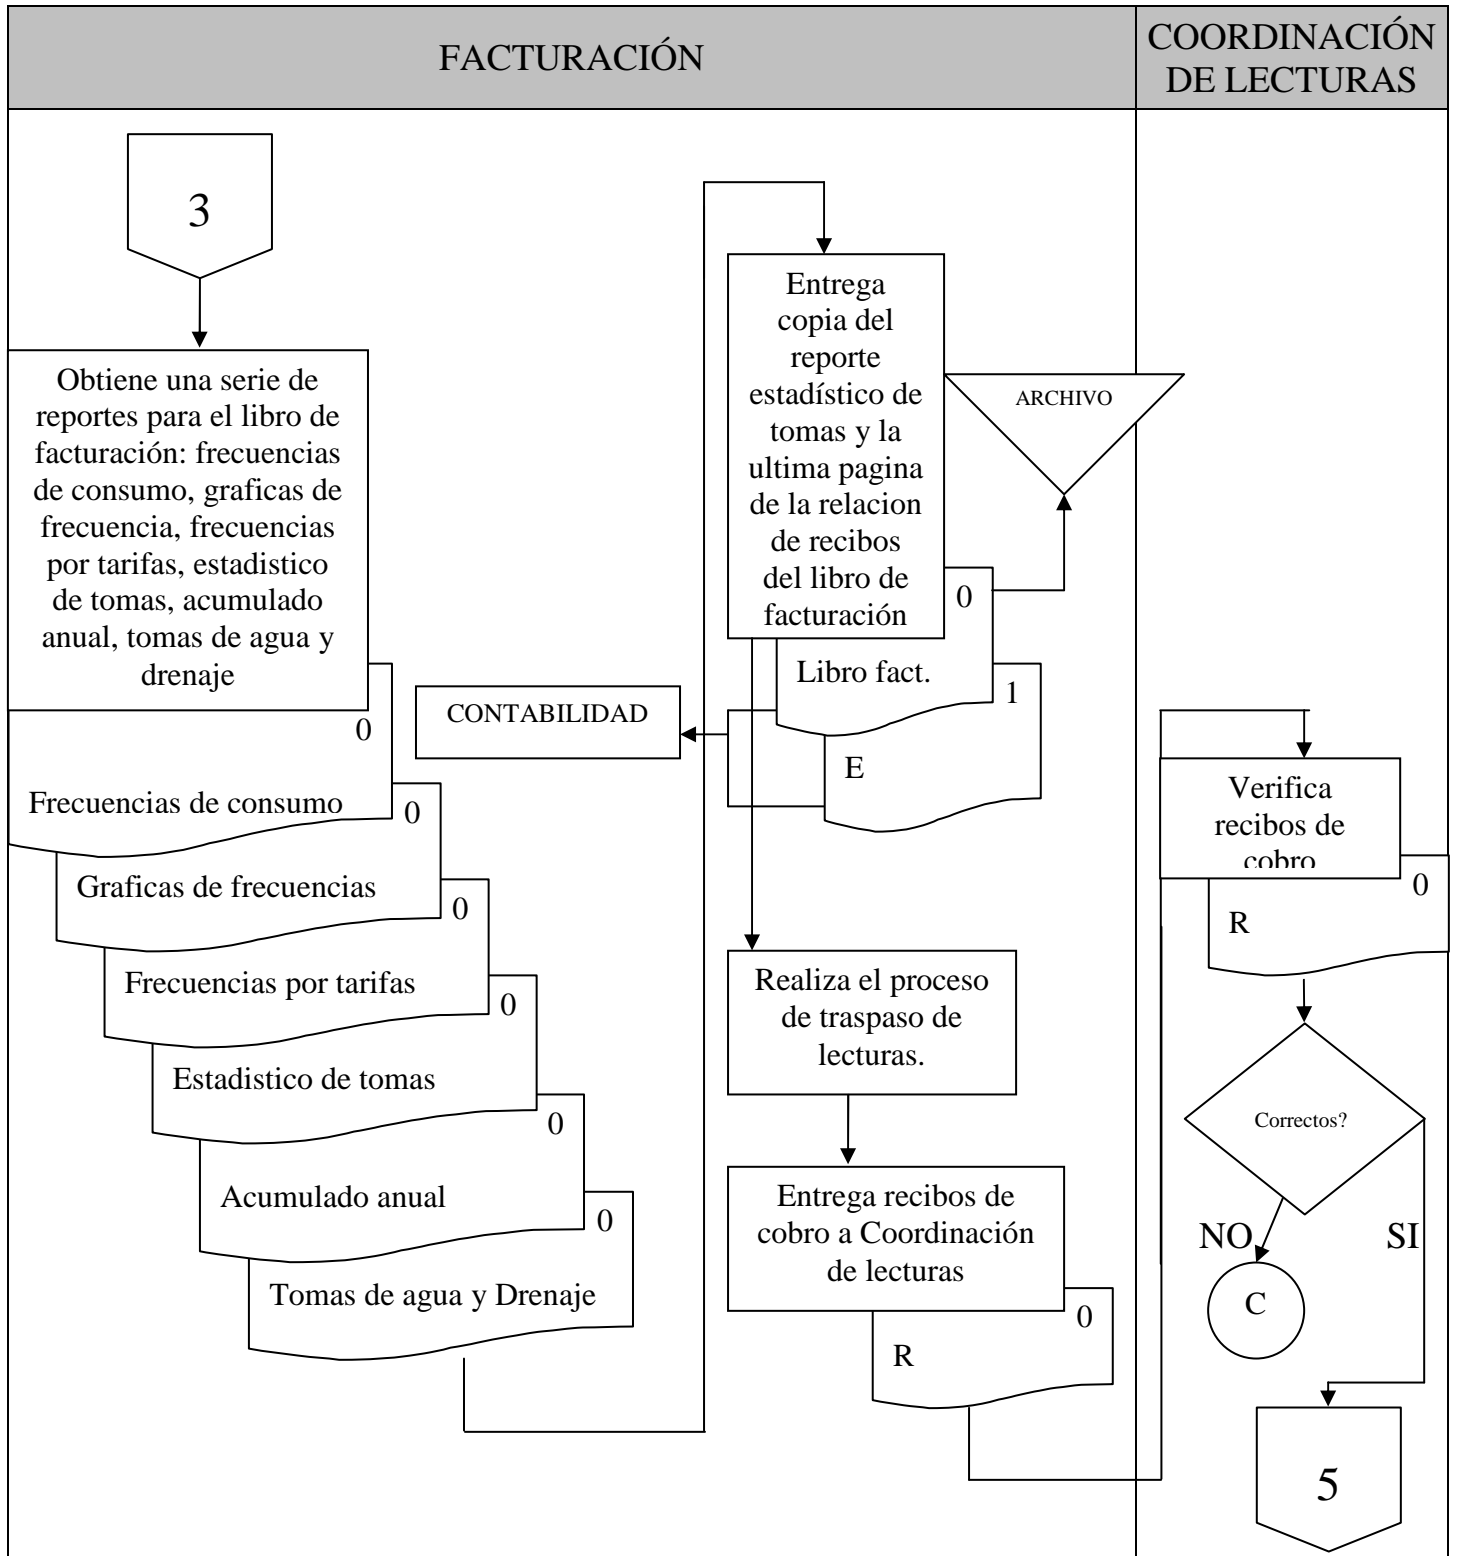 FACTURACIÓN
COORDINACIÓN
DE LECTURAS
3
Obtiene una serie de
reportes para el libro de
facturación: frecuencias
de consumo, graficas de
frecuencia, frecuencias
por tarifas, estadistico
de tomas, acumulado
anual, tomas de agua y
drenaje
0
Frecuencias de consumo
0
Graficas de frecuencias
0
Frecuencias por tarifas
0
Estadistico de tomas
0
Acumulado anual
0
Tomas de agua y Drenaje
Entrega
copia del
reporte
estadístico de
tomas y la
ultima pagina
de la relacion
de recibos
del libro de
facturación
0
Libro fact.
1
E
ARCHIVO
CONTABILIDAD
Realiza el proceso
de traspaso de
lecturas.
Entrega recibos de
cobro a Coordinación
de lecturas
0
R
Verifica
recibos de
cobro
0
R
Correctos?
NO
SI
C
5